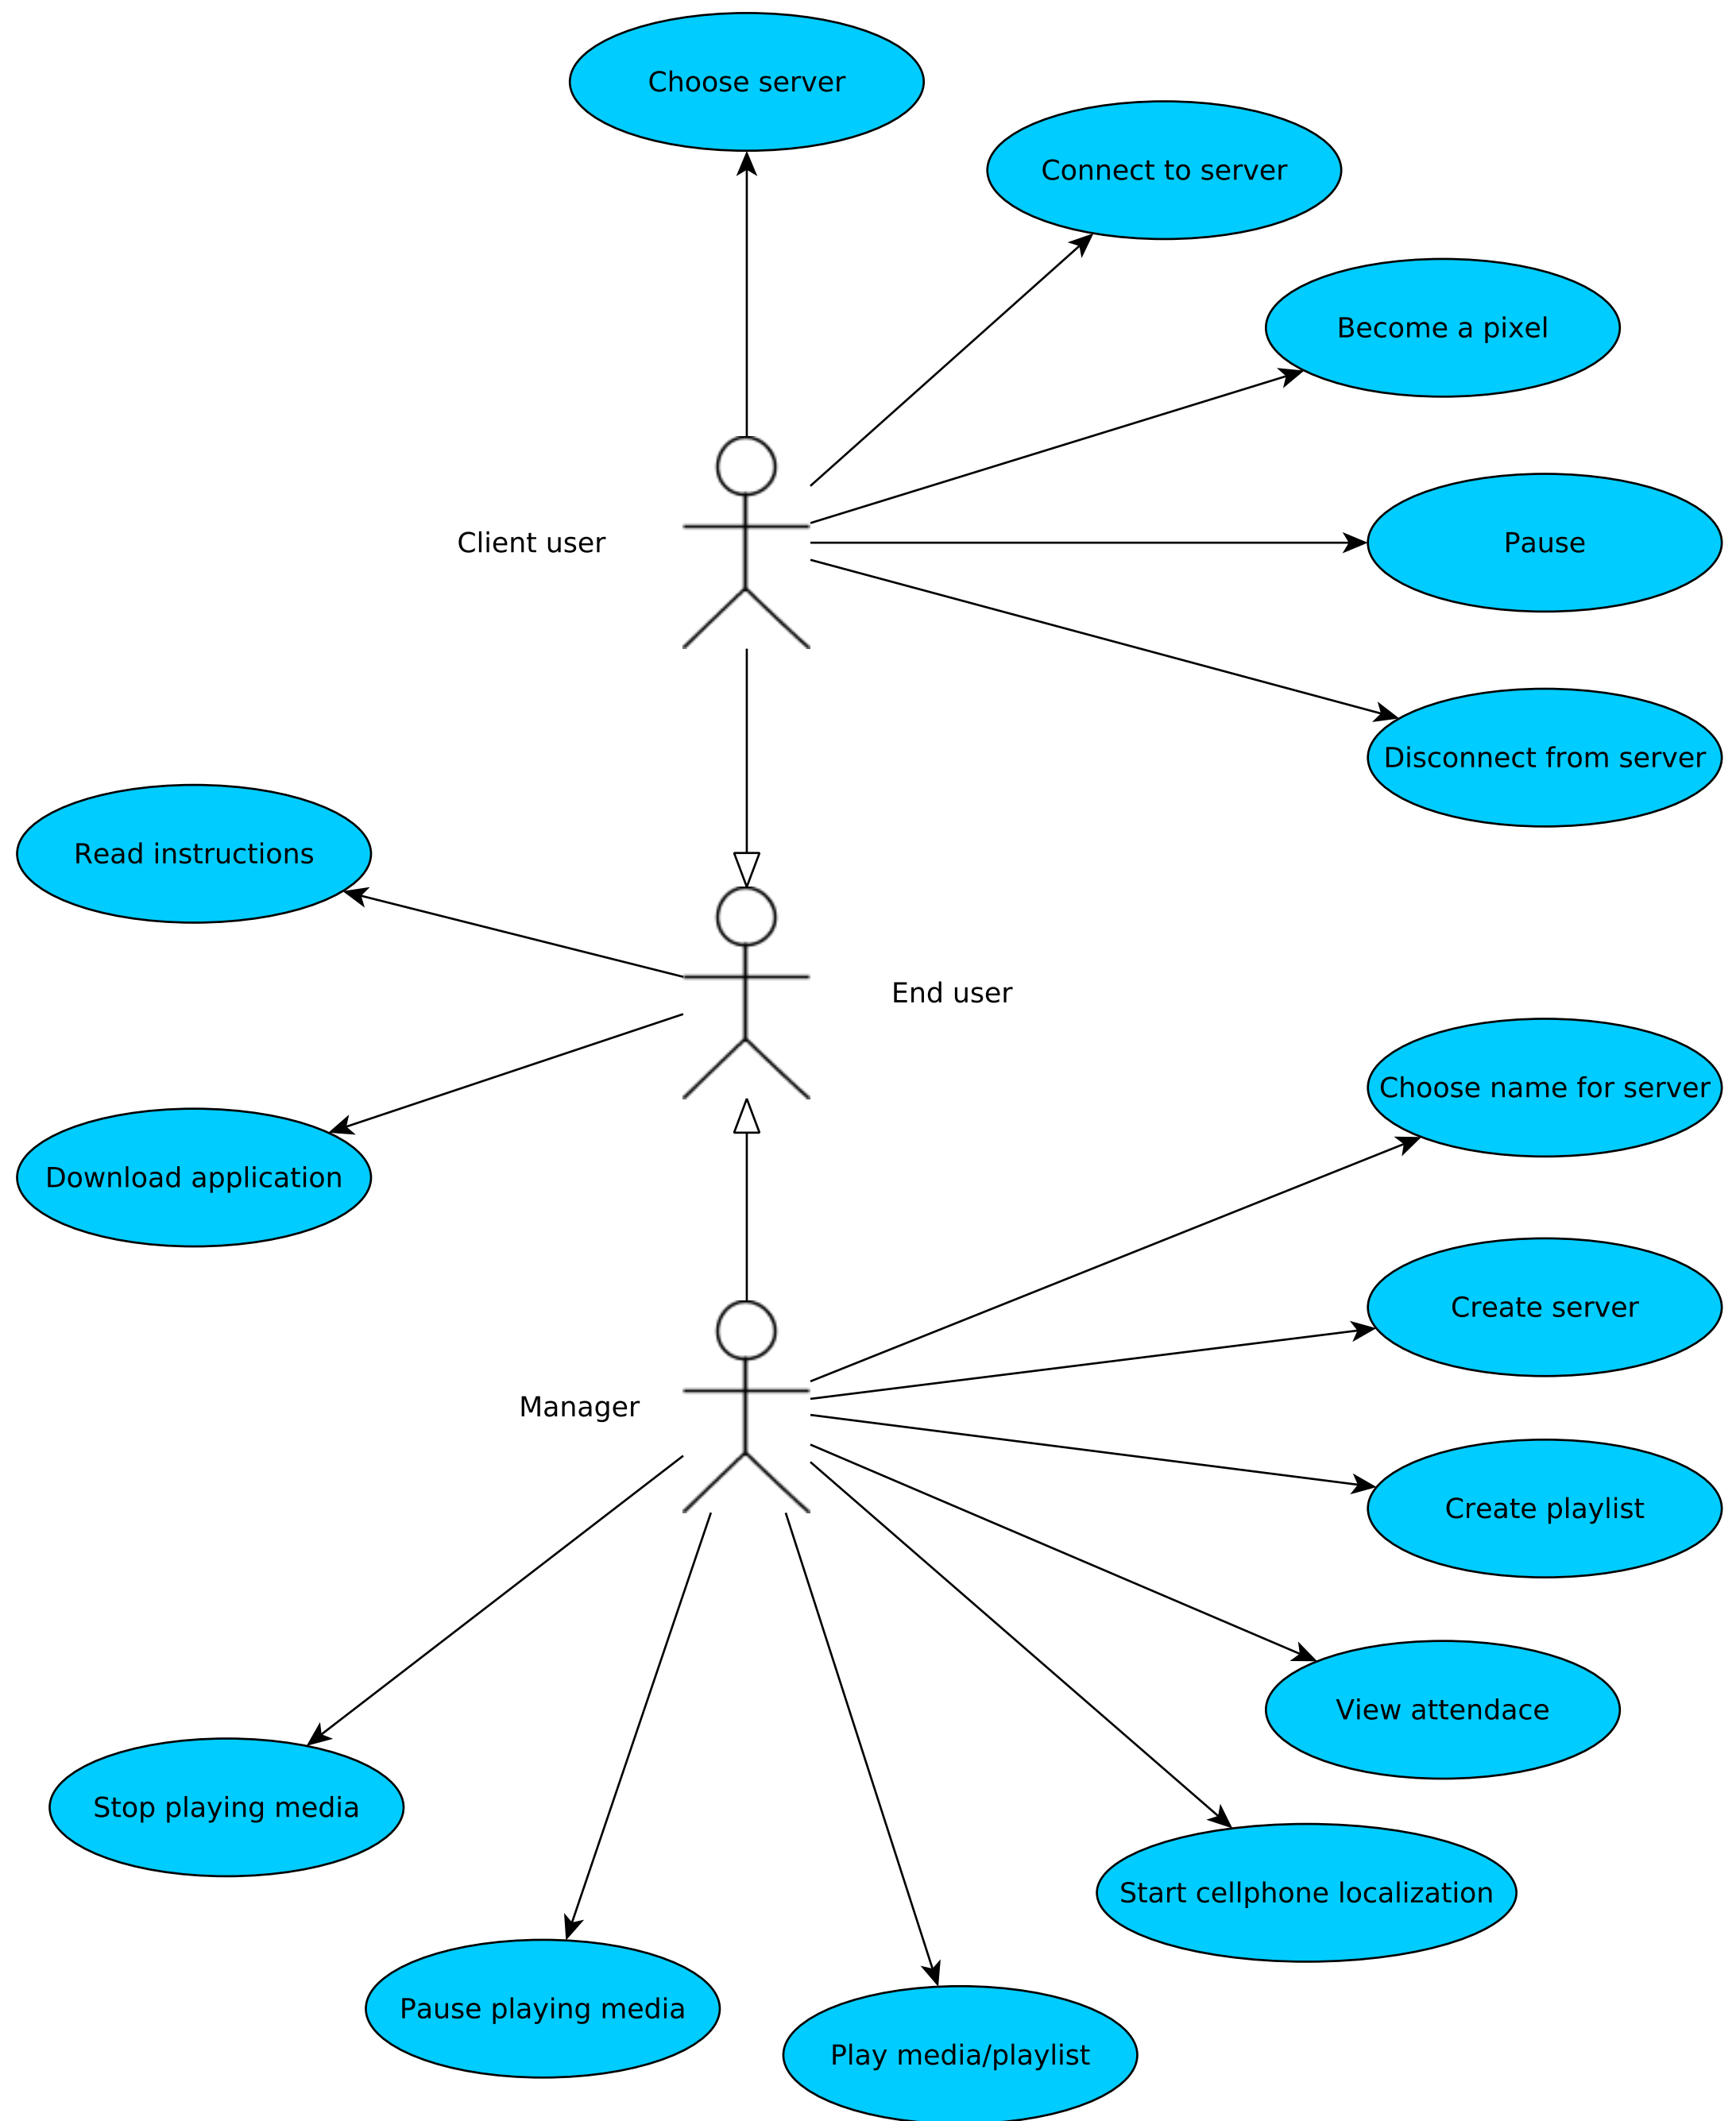 Choose server
Connect to server
Become a pixel
Client user
Pause
Disconnect from server
Read instructions
End user
Choose name for server
Download application
Create server
Manager
Create playlist
View attendace
Stop playing media
Start cellphone localization
Pause playing media
Play media/playlist